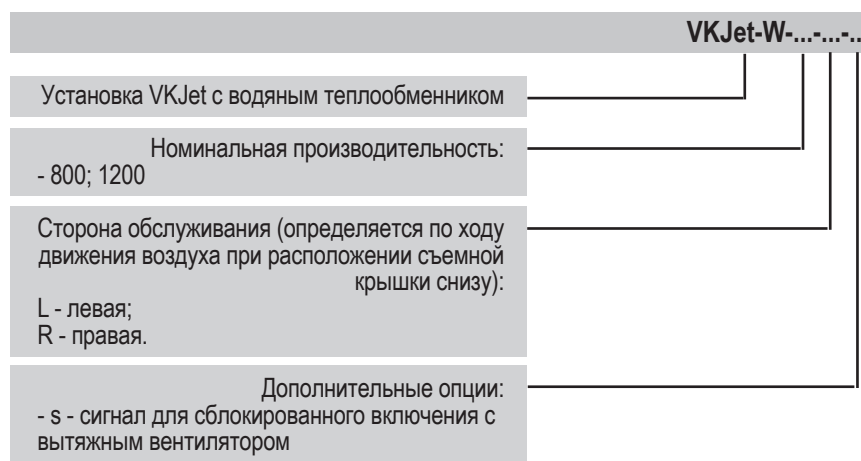 VKJet-W-...-...-..
Установка VKJet с водяным теплообменником
Номинальная производительность:
- 800; 1200
Сторона обслуживания (определяется по ходу
движения воздуха при расположении съемной
крышки снизу):
L - левая;
R - правая.
Дополнительные опции:
- s - сигнал для сблокированного включения с
вытяжным вентилятором